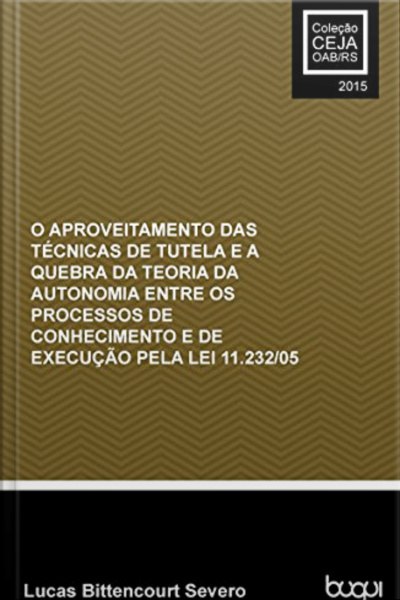 Coleção
CEJA
OAB/RS
2015
O APROVEITAMENTO DAS
TÉCNICAS DE TUTELA E A
QUEBRA DA TEORIA DA
AUTONOMIA ENTRE OS
PROCESSOS DE
CONHECIMENTO E DE
EXECUÇÃO PELA LEI 11.232/05
Lucas Bittencourt Severo
buqui